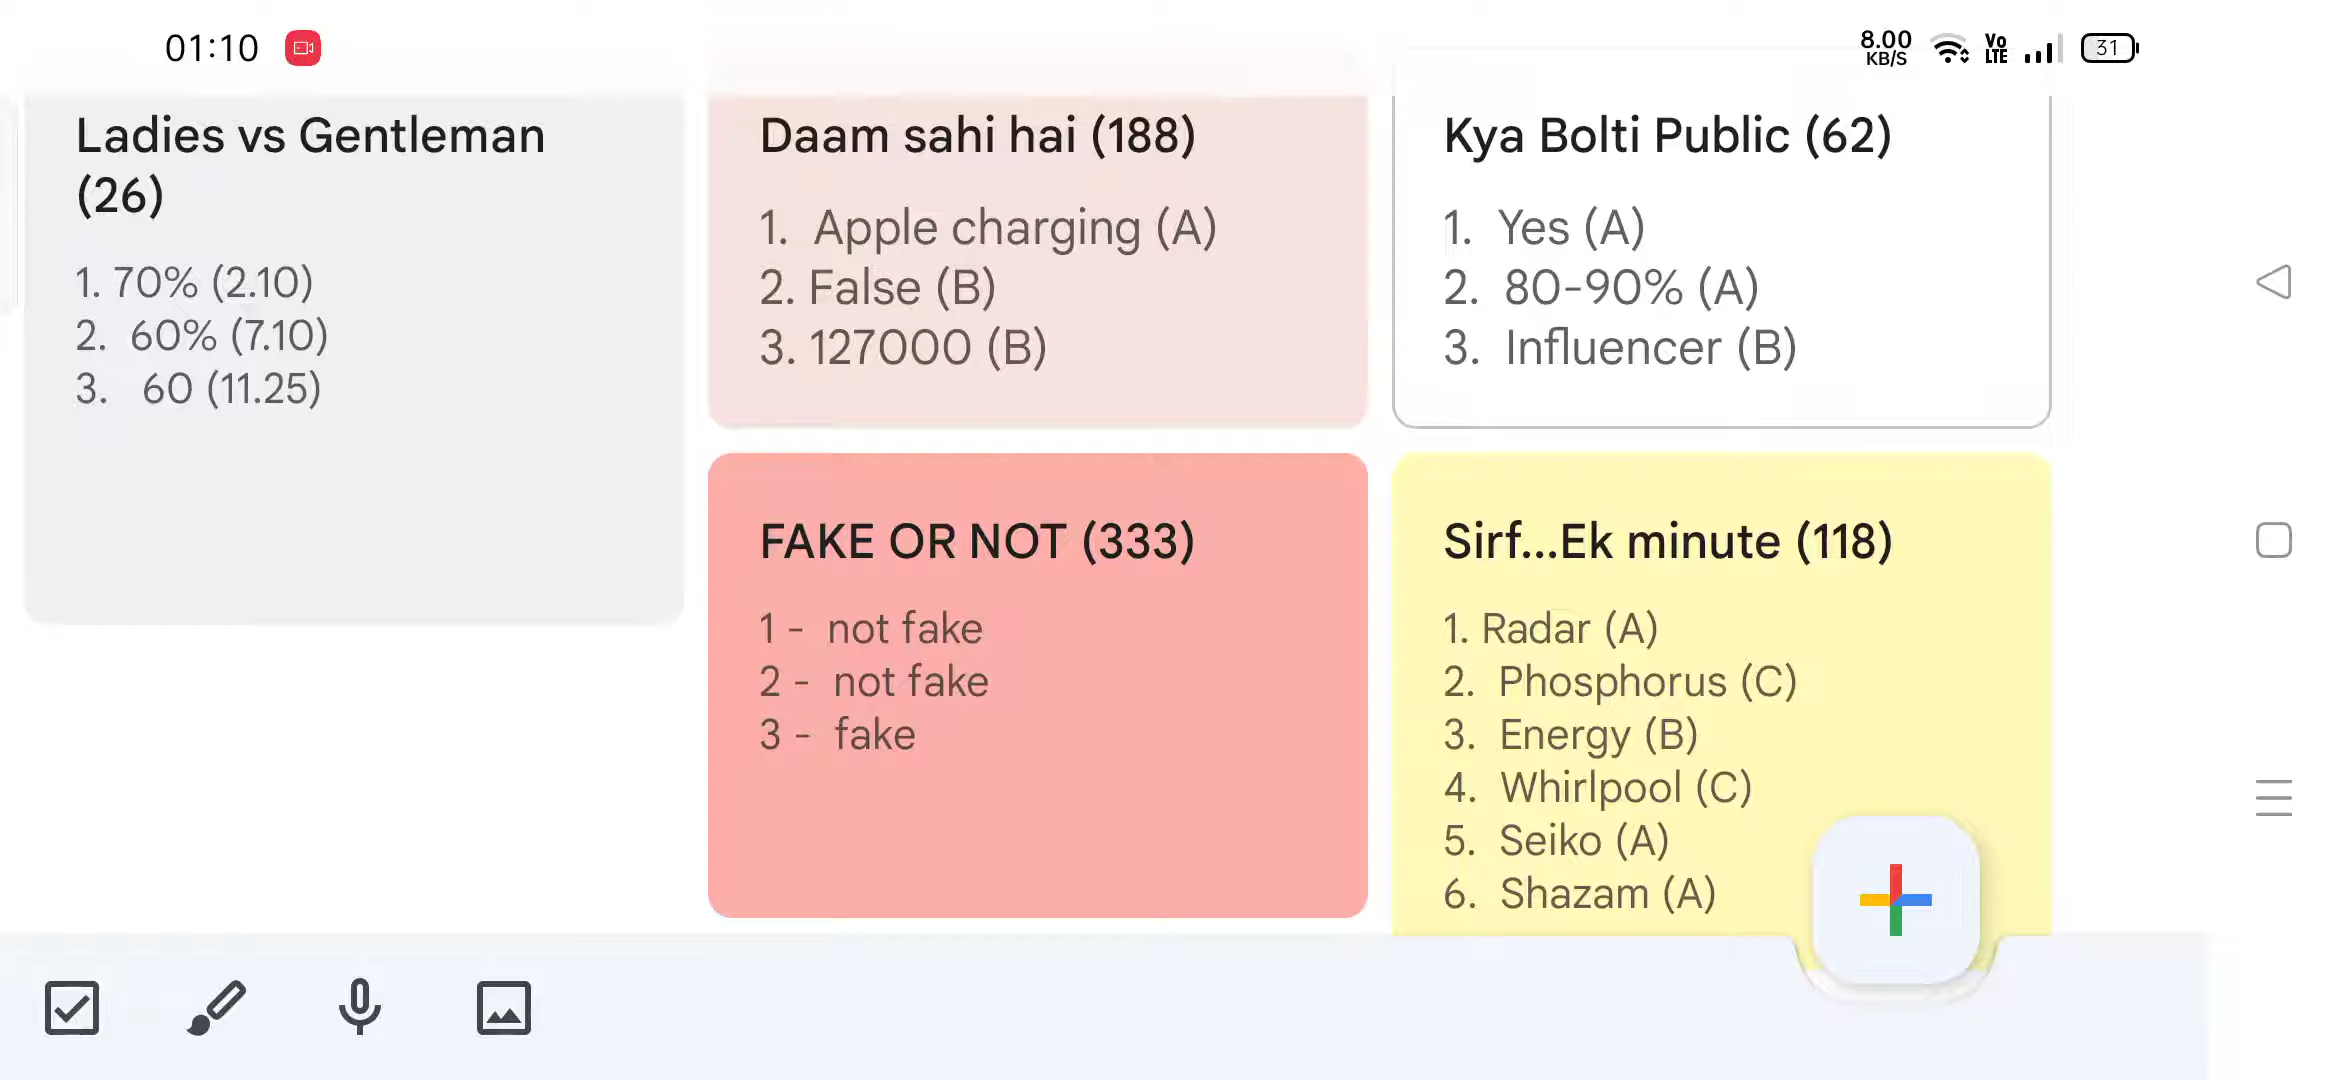 01:10
8.00
KB/S
Vo
LTE
31
Ladies vs Gentleman
(26)
1. 70% (2.10)
2. 60% (7.10)
3. 60 (11.25)
Daam sahi hai (188)
1. Apple charging (A)
2. False (B)
3. 127000 (B)
Kya Bolti Public (62)
1. Yes (A)
2. 80-90% (A)
3. Influencer (B)
FAKE OR NOT (333)
1 - not fake
2 - not fake
3 - fake
Sirf...Ek minute (118)
1. Radar (A)
2. Phosphorus (C)
3. Energy (B)
4. Whirlpool (C)
5. Seiko (A)
6. Shazam (A)